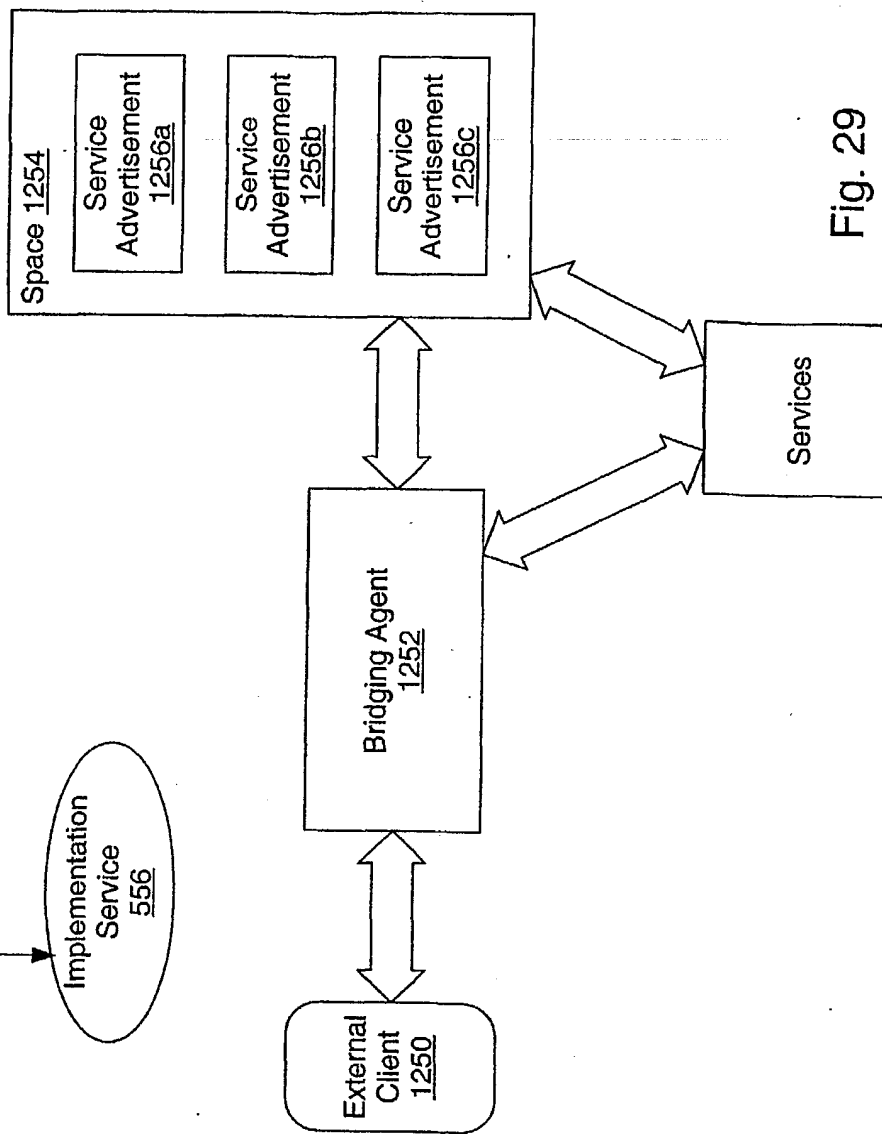 Implementation
Service
556
External
Client
1250
Bridging Agent
1252
Space 1254
Service
Advertisement
1256a
Service
Advertisement
1256b
Service
Advertisement
1256c
Services
Fig. 29